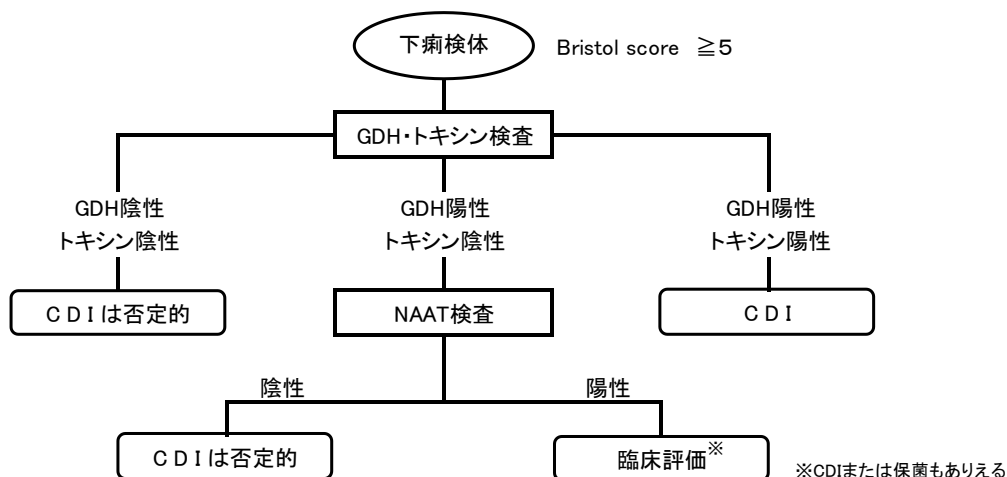 下痢検体
Bristol score ≧5
GDH・トキシン検査
GDH陰性
トキシン陰性
GDH陽性
トキシン陰性
GDH陽性
トキシン陽性
CDIは否定的
NAAT検査
CDI
陰性
陽性
CDIは否定的
臨床評価※
※CDIまたは保菌もありえる